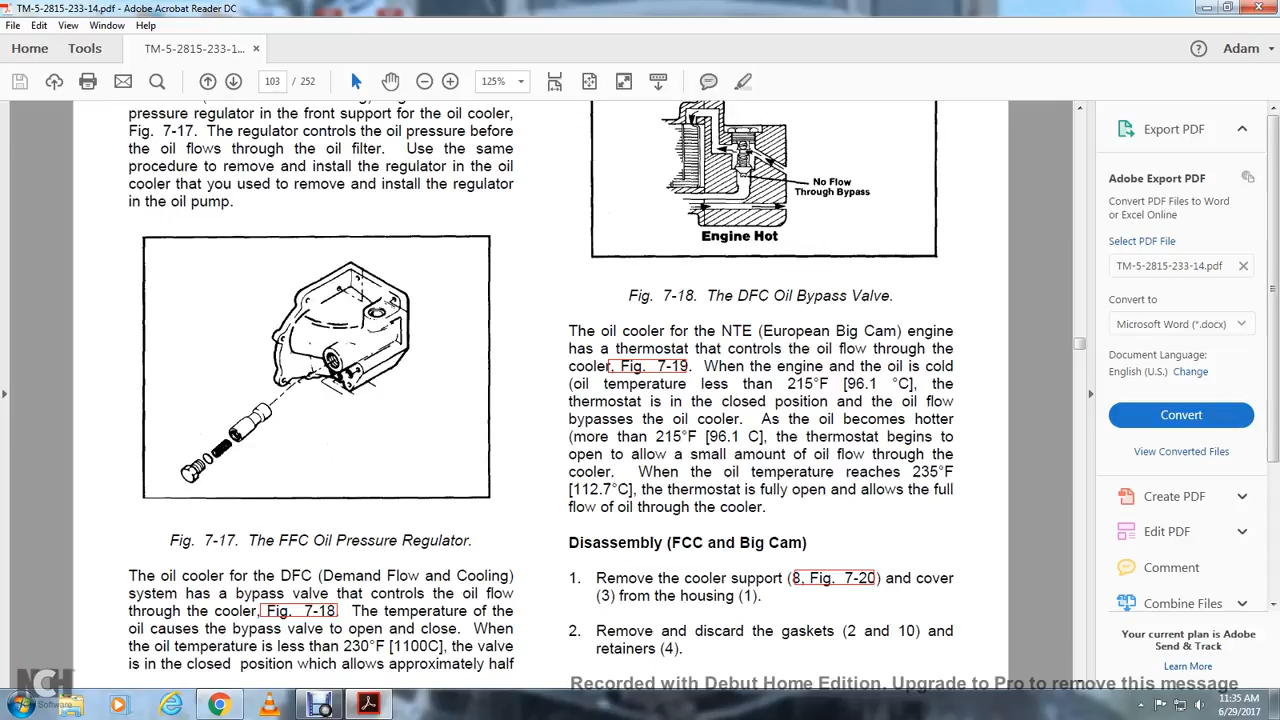 TM-5-2815-233-14.pdf - Adobe Acrobat Reader DC
File Edit View Window Help
Home Tools TM-5-2815-233-1... × Adam
103 / 252 125%
pressure regulator in the front support for the oil cooler,
Fig. 7-17. The regulator controls the oil pressure before
the oil flows through the oil filter. Use the same
procedure to remove and install the regulator in the oil
cooler that you used to remove and install the regulator
in the oil pump.
Fig. 7-17. The FFC Oil Pressure Regulator.
The oil cooler for the DFC (Demand Flow and Cooling)
system has a bypass valve that controls the oil flow
through the cooler, Fig. 7-18. The temperature of the
oil causes the bypass valve to open and close. When
the oil temperature is less than 230°F [1100C], the valve
is in the closed position which allows approximately half
No Flow
Through Bypass
Engine Hot
Fig. 7-18. The DFC Oil Bypass Valve.
The oil cooler for the NTE (European Big Cam) engine
has a thermostat that controls the oil flow through the
cooler, Fig. 7-19. When the engine and the oil is cold
(oil temperature less than 215°F [96.1 °C], the
thermostat is in the closed position and the oil flow
bypasses the oil cooler. As the oil becomes hotter
(more than 215°F [96.1 C], the thermostat begins to
open to allow a small amount of oil flow through the
cooler. When the oil temperature reaches 235°F
[112.7°C], the thermostat is fully open and allows the full
flow of oil through the cooler.
Disassembly (FCC and Big Cam)
1. Remove the cooler support (8, Fig. 7-20) and cover
(3) from the housing (1).
2. Remove and discard the gaskets (2 and 10) and
retainers (4).
Export PDF
Adobe Export PDF
Convert PDF Files to Word
or Excel Online
Select PDF File
TM-5-2815-233-14.pdf ×
Convert to
Microsoft Word (*.docx)
Document Language:
English (U.S.) Change
Convert
View Converted Files
Create PDF
Edit PDF
Comment
Combine Files
Your current plan is Adobe
Send & Track
Learn More
Recorded with Debut Home Edition. Upgrade to Pro to remove this message
NCH
Software
11:35 AM
6/29/2017